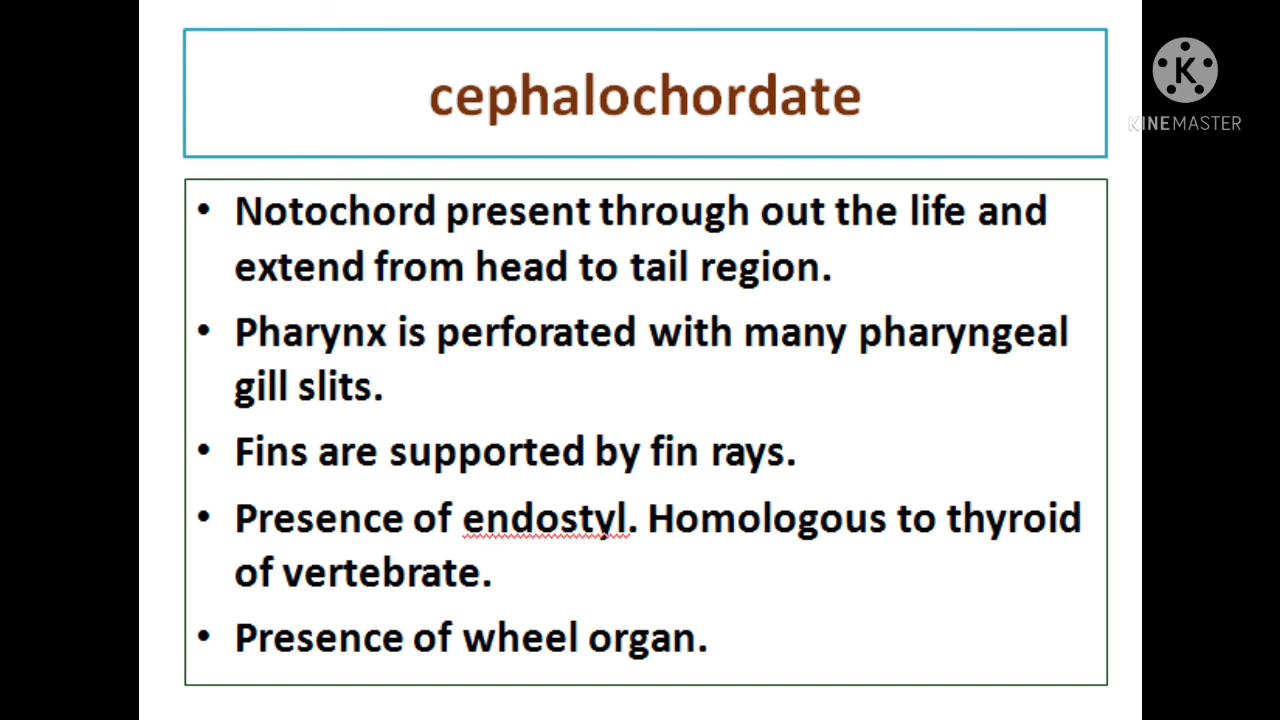 cephalochordate
KINEMASTER
• Notochord present through out the life and
extend from head to tail region.
• Pharynx is perforated with many pharyngeal
gill slits.
• Fins are supported by fin rays.
• Presence of endostyl. Homologous to thyroid
of vertebrate.
• Presence of wheel organ.